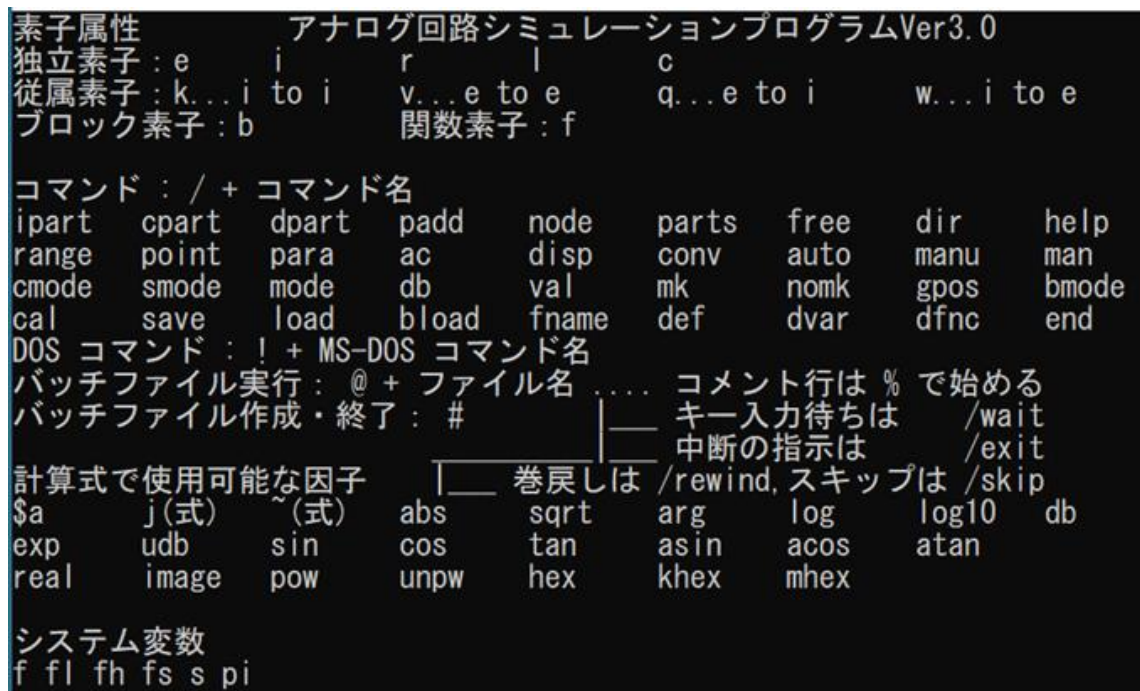 素子属性 アナログ回路シミュレーションプログラムVer3.0
独立素子：e i r l c
従属素子：k...i to i v...e to e q...e to i w...i to e
ブロック素子：b 関数素子：f
コマンド : / + コマンド名
ipart cpart dpart padd node parts free dir help
range point para ac disp conv auto manu man
cmode smode mode db val mk nomk gpos bmode
cal save load bload fname def dvar dfnc end
DOS コマンド : ! + MS-DOS コマンド名
バッチファイル実行： @ + ファイル名 .... コメント行は % で始める
バッチファイル作成・終了： # |___ キー入力待ちは /wait
__________|___ 中断の指示は /exit
計算式で使用可能な因子 |___ 巻戻しは /rewind,スキップは /skip
$a j(式) ~(式) abs sqrt arg log log10 db
exp udb sin cos tan asin acos atan
real image pow unpw hex khex mhex
システム変数
f fl fh fs s pi